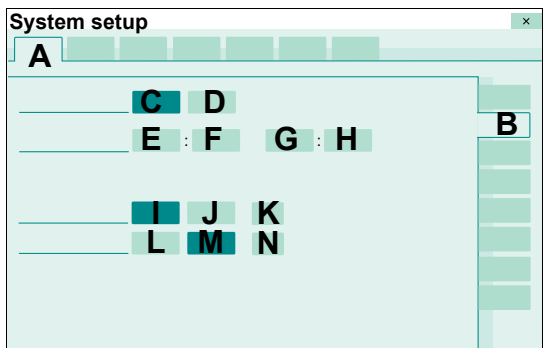 System setup ×
A
C D
B
E : F G : H
I J K
L M N